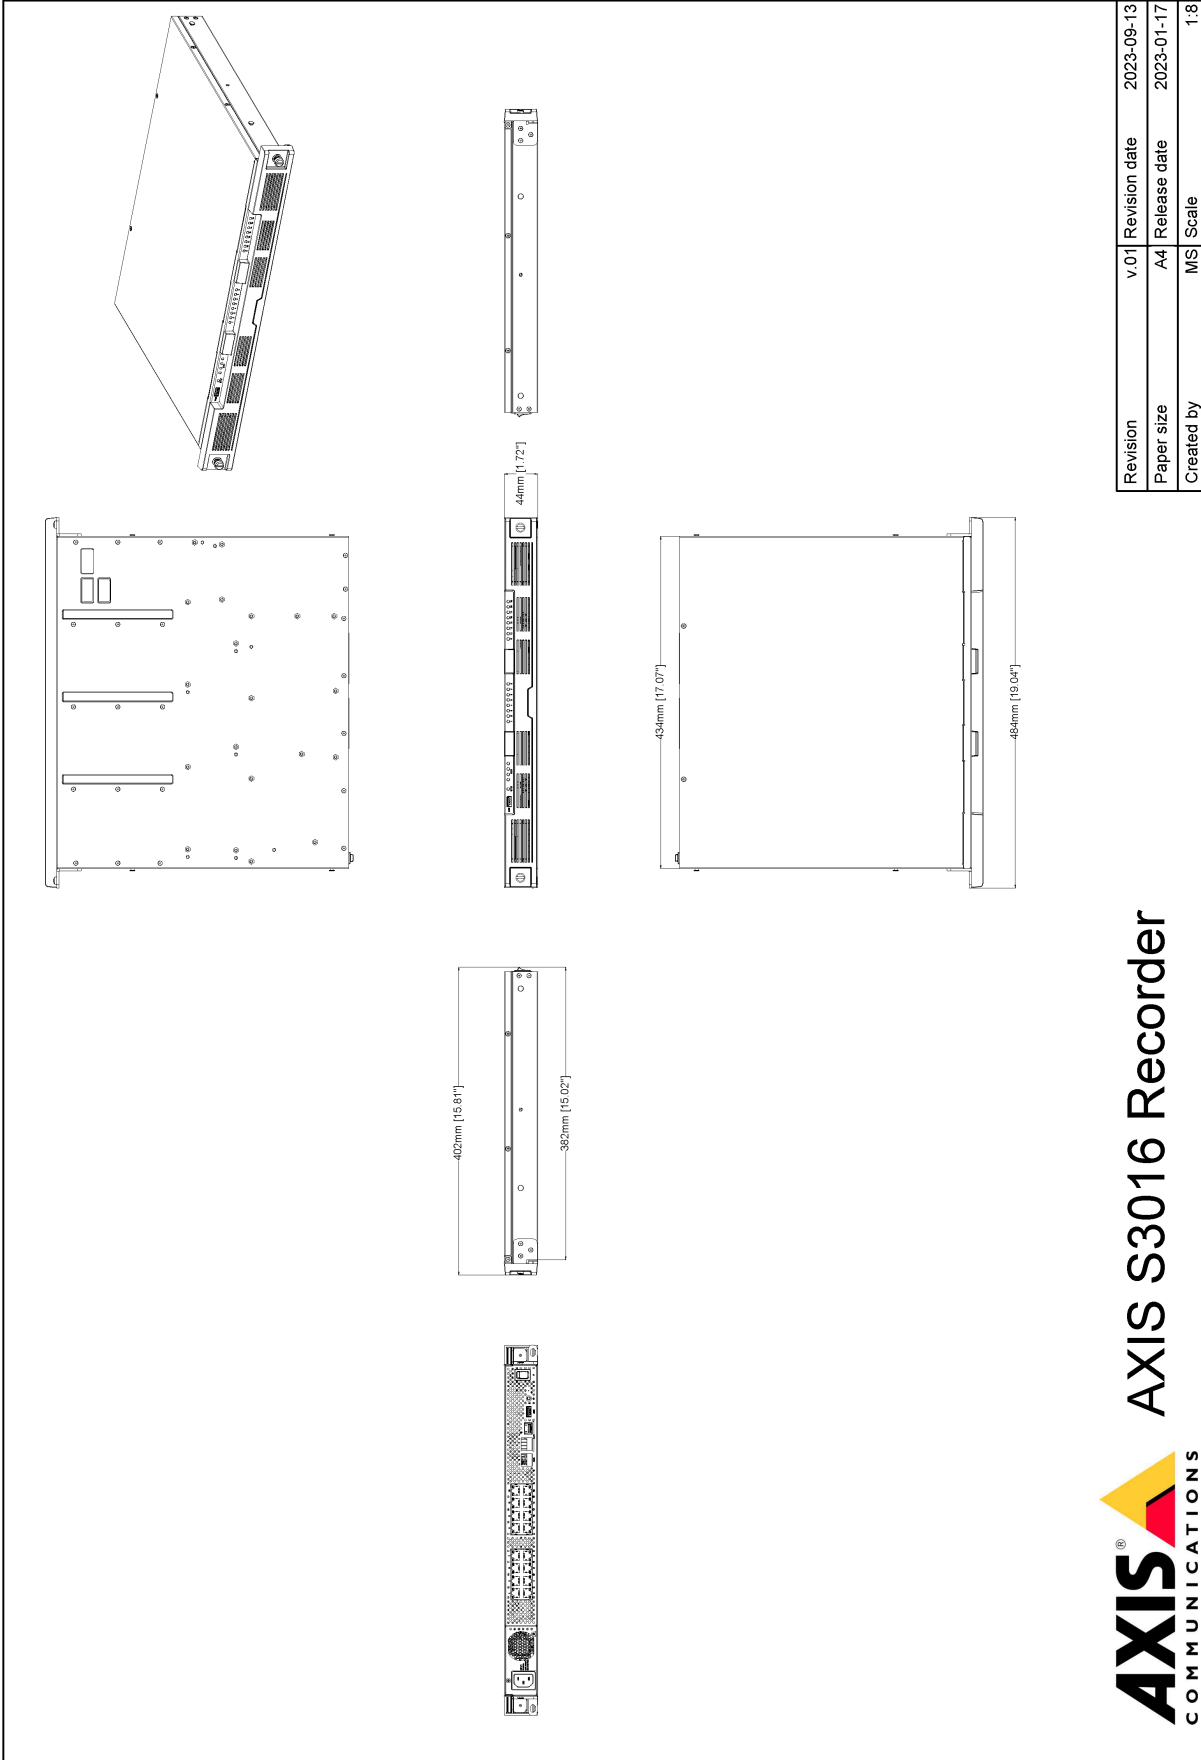 44mm [1.72"]
402mm [15.81"]
382mm [15.02"]
434mm [17.07"]
484mm [19.04"]
AXIS®
COMMUNICATIONS
AXIS S3016 Recorder
Revision v.01 Revision date 2023-09-13
Paper size A4 Release date 2023-01-17
Created by MS Scale 1:8